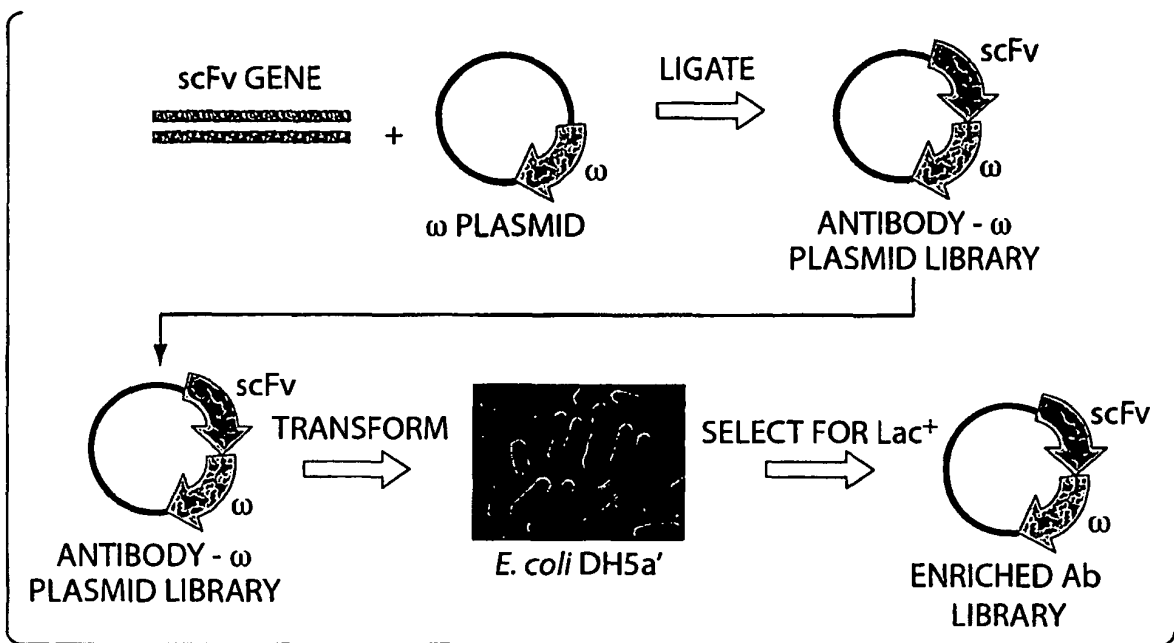 scFv GENE
+
ω
ω PLASMID
LIGATE
scFv
ω
ANTIBODY - ω
PLASMID LIBRARY
scFv
ω
ANTIBODY - ω
PLASMID LIBRARY
TRANSFORM
E. coli DH5a'
SELECT FOR Lac⁺
scFv
ω
ENRICHED Ab
LIBRARY